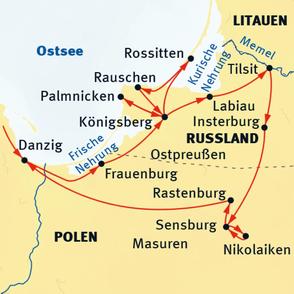 LITAUEN
Ostsee
Rossitten
Kurische
Nehrung
Memel
Rauschen
Tilsit
Palmnicken
Königsberg
Labiau
Insterburg
RUSSLAND
Danzig
Frische
Nehrung
Ostpreußen
Frauenburg
Rastenburg
POLEN
Sensburg
Masuren
Nikolaiken